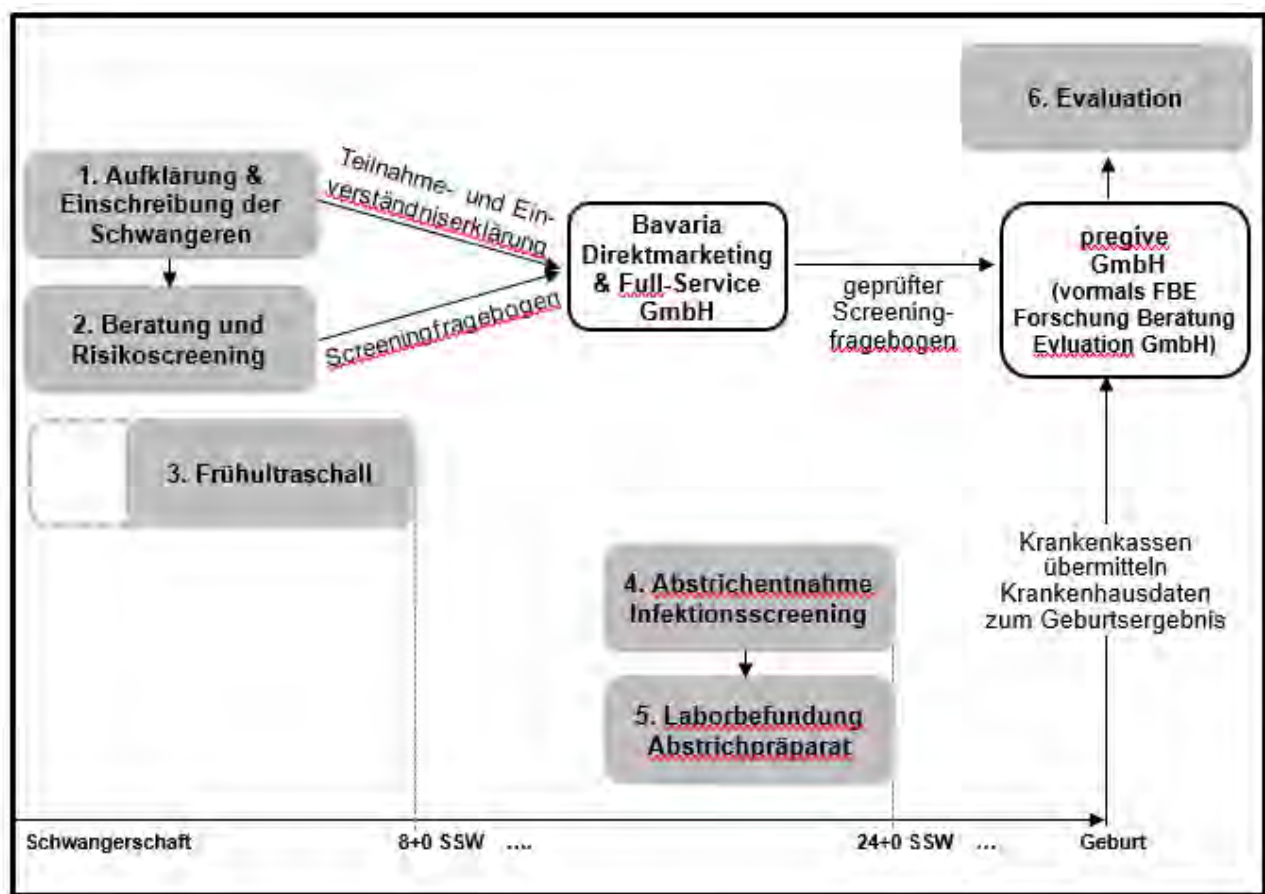 6. Evaluation
1. Aufklärung &
Einschreibung der
Schwangeren
Teilnahme- und Ein-
verständniserklärung
Bavaria
Direktmarketing
& Full-Service
GmbH
pregive
GmbH
(vormals FBE
Forschung Beratung
Evluation GmbH)
geprüfter
Screening-
fragebogen
2. Beratung und
Risikoscreening
Screeningfragebogen
3. Frühultraschall
4. Abstrichentnahme
Infektionsscreening
Krankenkassen
übermitteln
Krankenhausdaten
zum Geburtsergebnis
5. Laborbefundung
Abstrichpräparat
Schwangerschaft 8+0 SSW .... 24+0 SSW ... Geburt